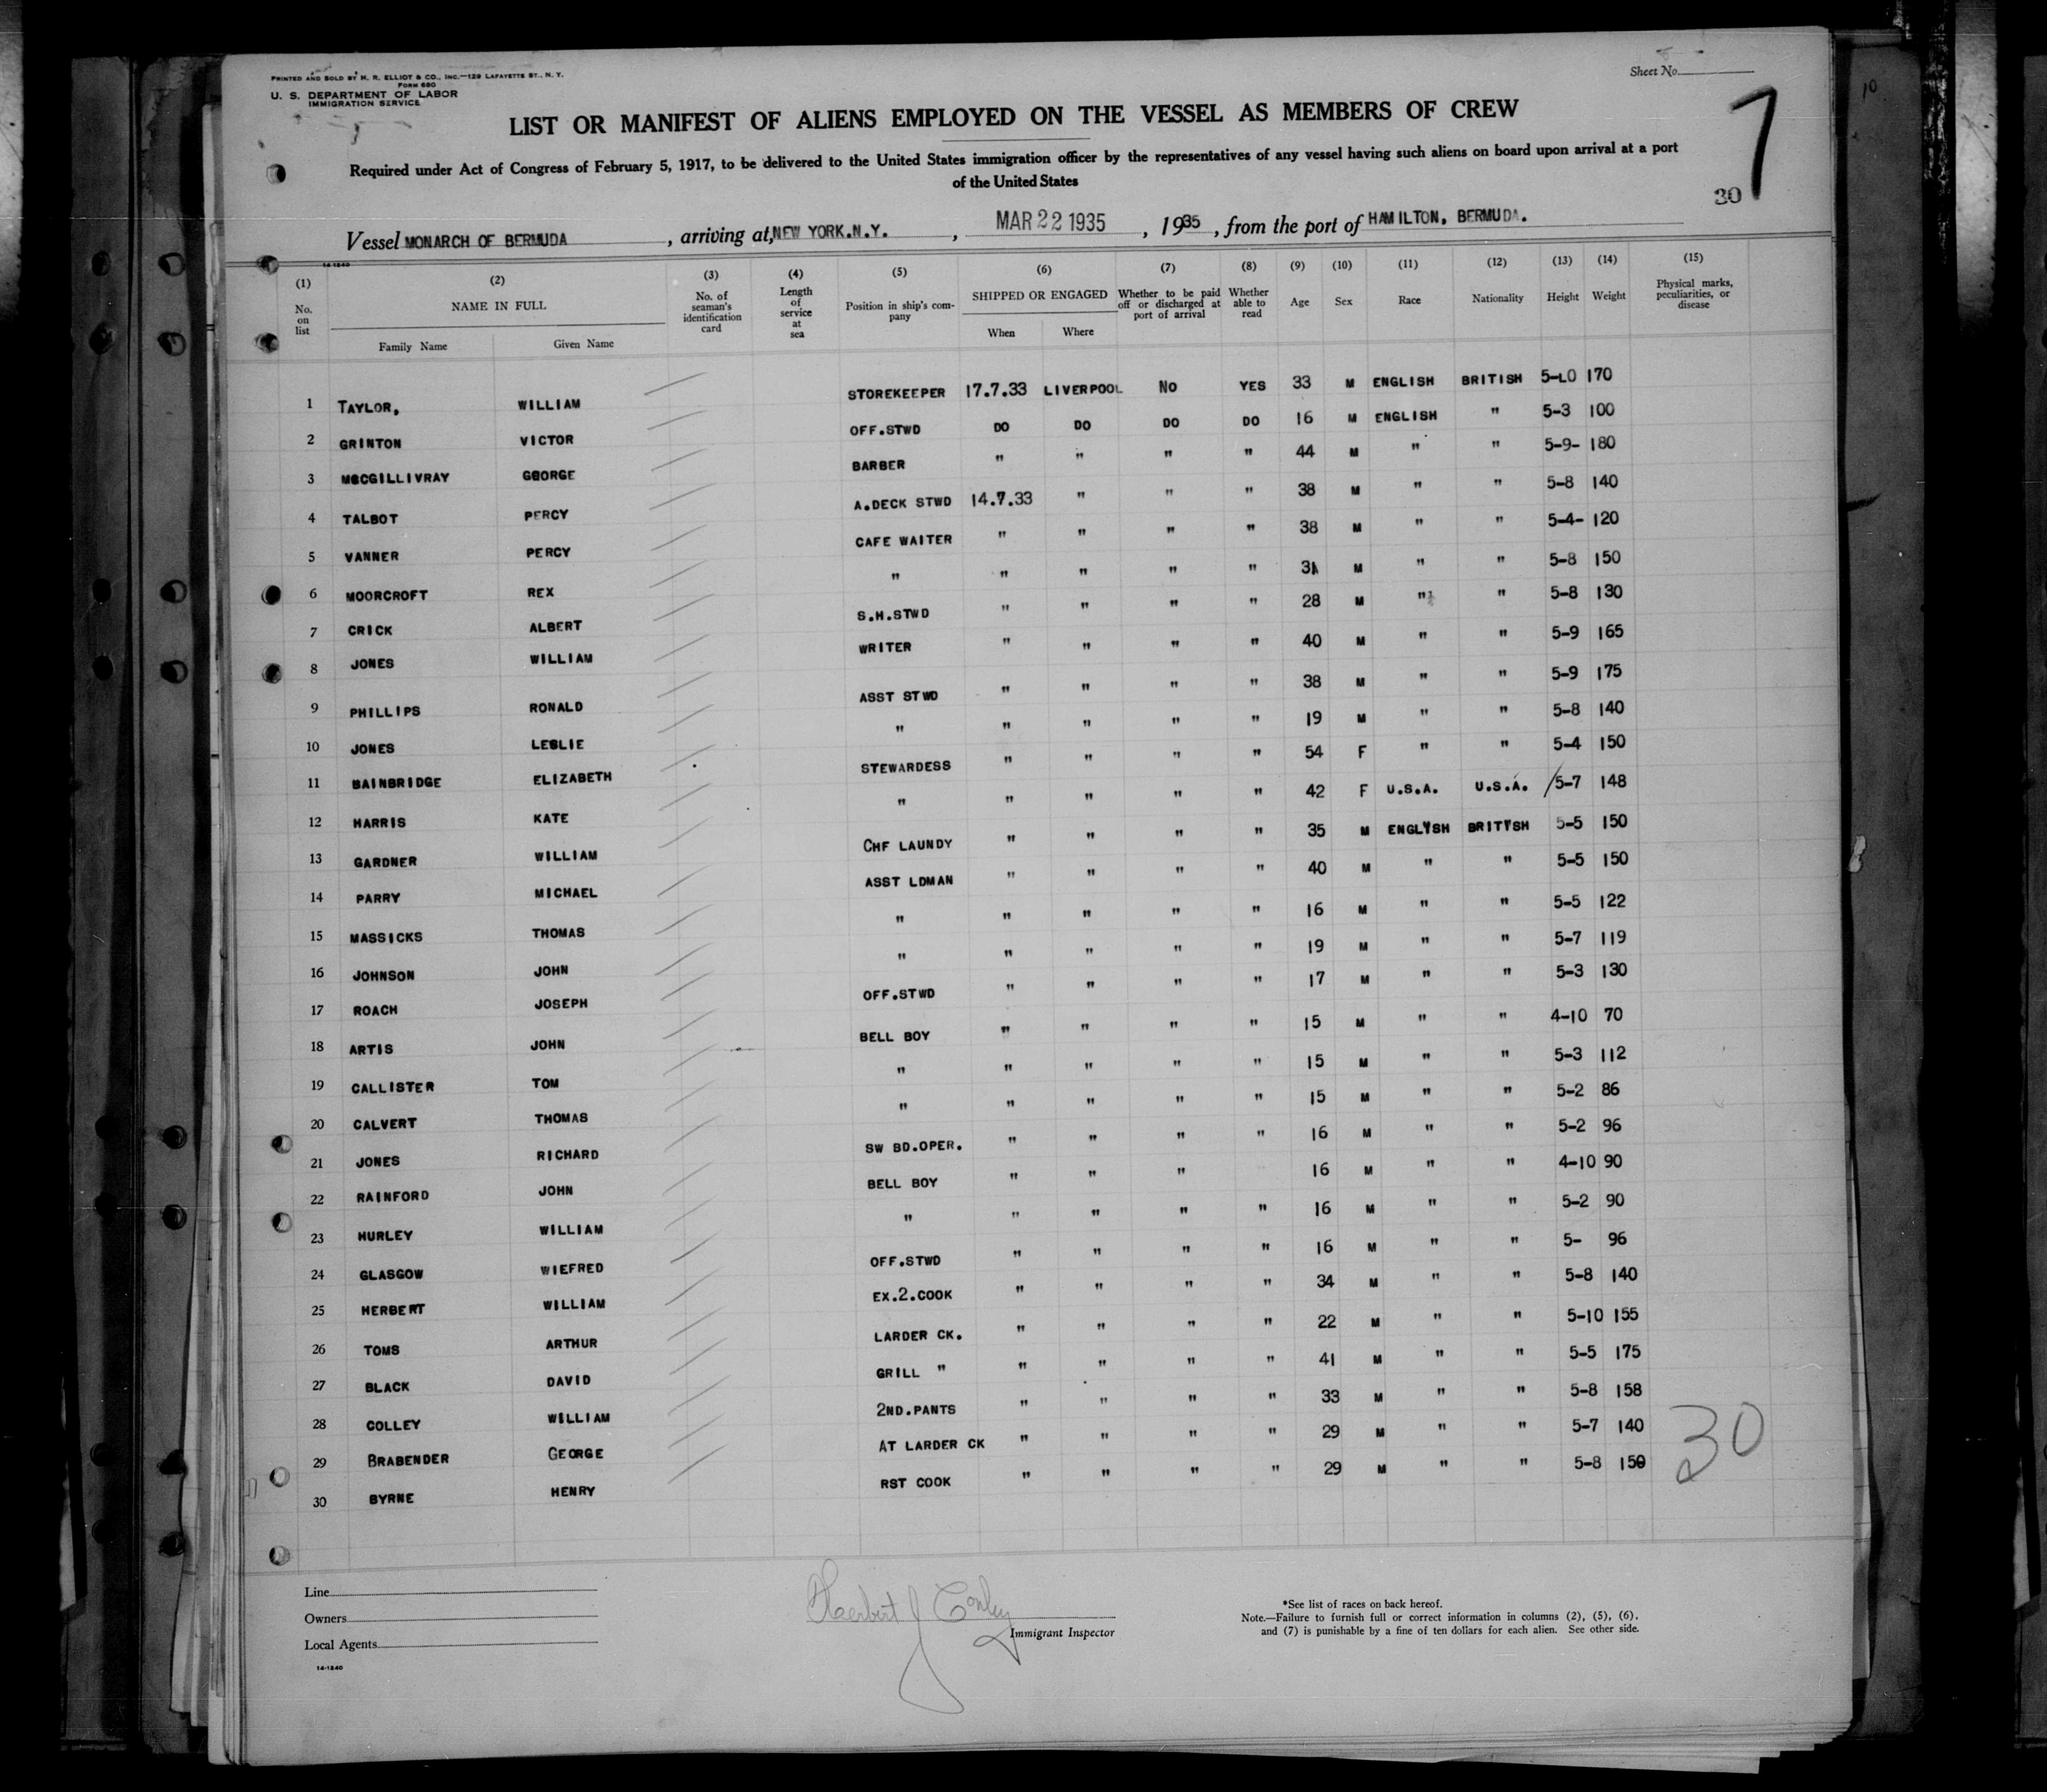 PRINTED AND SOLD BY H. R. ELLIOT & CO., INC.—129 LAFAYETTE ST., N. Y.
FORM 680
U. S. DEPARTMENT OF LABOR
IMMIGRATION SERVICE
Sheet No.
10
7
LIST OR MANIFEST OF ALIENS EMPLOYED ON THE VESSEL AS MEMBERS OF CREW
Required under Act of Congress of February 5, 1917, to be delivered to the United States immigration officer by the representatives of any vessel having such aliens on board upon arrival at a port
of the United States
30
Vessel MONARCH OF BERMUDA , arriving at, NEW YORK.N.Y. , MAR 22 1935 , 1935 , from the port of HAMILTON, BERMUDA.
14-1240
(1) (2) (3) (4) (5) (6) (7) (8) (9) (10) (11) (12) (13) (14) (15)
No. on list NAME IN FULL No. of seaman's identification card Length of service at sea Position in ship's company SHIPPED OR ENGAGED Whether to be paid off or discharged at port of arrival Whether able to read Age Sex Race Nationality Height Weight Physical marks, peculiarities, or disease
Family Name Given Name When Where
1 TAYLOR, WILLIAM STOREKEEPER 17.7.33 LIVERPOOL NO YES 33 M ENGLISH BRITISH 5-L0 170
2 GRINTON VICTOR OFF.STWD DO DO DO DO 16 M ENGLISH " 5-3 100
3 MCGILLIVRAY GEORGE BARBER " " " " 44 M " " 5-9- 180
4 TALBOT PERCY A.DECK STWD 14.7.33 " " " 38 M " " 5-8 140
5 VANNER PERCY CAFE WAITER " " " " 38 M " " 5-4- 120
6 MOORCROFT REX " " " " " 31 M " " 5-8 150
7 CRICK ALBERT S.H.STWD " " " " 28 M " " 5-8 130
8 JONES WILLIAM WRITER " " " " 40 M " " 5-9 165
9 PHILLIPS RONALD ASST STWD " " " " 38 M " " 5-9 175
10 JONES LESLIE " " " " " 19 M " " 5-8 140
11 BAINBRIDGE ELIZABETH STEWARDESS " " " " 54 F " " 5-4 150
12 HARRIS KATE " " " " " 42 F U.S.A. U.S.A. 5-7 148
13 GARDNER WILLIAM CHF LAUNDY " " " " 35 M ENGLYSH BRITYSH 5-5 150
14 PARRY MICHAEL ASST LDMAN " " " " 40 M " " 5-5 150
15 MASSICKS THOMAS " " " " " 16 M " " 5-5 122
16 JOHNSON JOHN " " " " " 19 M " " 5-7 119
17 ROACH JOSEPH OFF.STWD " " " " 17 M " " 5-3 130
18 ARTIS JOHN BELL BOY " " " " 15 M " " 4-10 70
19 CALLISTER TOM " " " " " 15 M " " 5-3 112
20 CALVERT THOMAS " " " " " 15 M " " 5-2 86
21 JONES RICHARD SW BD.OPER. " " " " 16 M " " 5-2 96
22 RAINFORD JOHN BELL BOY " " " 16 M " " 4-10 90
23 HURLEY WILLIAM " " " " " 16 M " " 5-2 90
24 GLASGOW WIEFRED OFF.STWD " " " " 16 M " " 5- 96
25 HERBERT WILLIAM EX.2.COOK " " " " 34 M " " 5-8 140
26 TOMS ARTHUR LARDER CK. " " " " 22 M " " 5-10 155
27 BLACK DAVID GRILL " " " " " 41 M " " 5-5 175
28 COLLEY WILLIAM 2ND.PANTS " " " " 33 M " " 5-8 158
29 BRABENDER GEORGE AT LARDER CK " " " " 29 M " " 5-7 140
30 BYRNE HENRY RST COOK " " " " 29 M " " 5-8 150
30
Line
Owners
Local Agents
14-1240
Herbert J Conley
Immigrant Inspector
*See list of races on back hereof.
Note.—Failure to furnish full or correct information in columns (2), (5), (6),
and (7) is punishable by a fine of ten dollars for each alien. See other side.